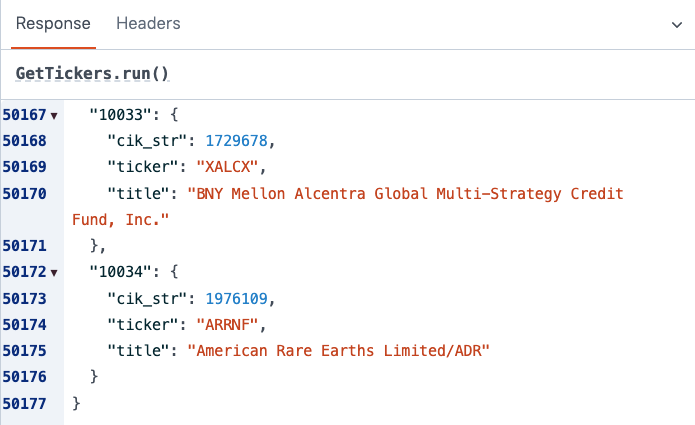 Response Headers
GetTickers.run()
50167 "10033": {
50168 "cik_str": 1729678,
50169 "ticker": "XALCX",
50170 "title": "BNY Mellon Alcentra Global Multi-Strategy Credit
Fund, Inc."
50171 },
50172 "10034": {
50173 "cik_str": 1976109,
50174 "ticker": "ARRNF",
50175 "title": "American Rare Earths Limited/ADR"
50176 }
50177 }